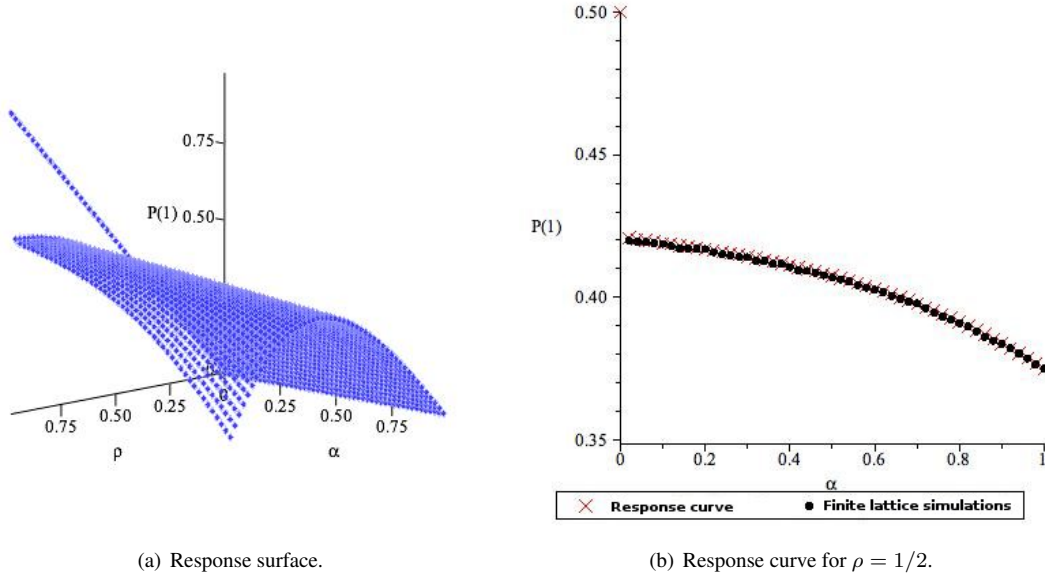 0.75
P(1) 0.50
0
0.75
0.50
0.25
0.25
0.50
0.75
ρ
α
0.50
0.45
P(1)
0.40
0.35
0
0.2
0.4
0.6
0.8
1
α
Response curve
Finite lattice simulations
(a) Response surface.
(b) Response curve for ρ = 1/2.